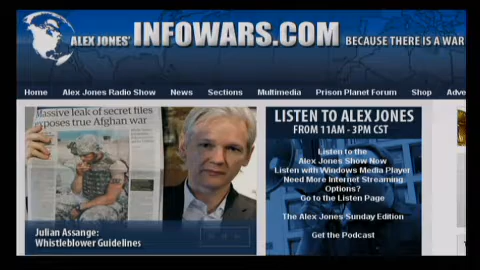 ALEX JONES' INFOWARS.COM BECAUSE THERE IS A WAR
Home Alex Jones Radio Show News Sections Multimedia Prison Planet Forum Shop Adve
Massive leak of secret files
exposes true Afghan war
Julian Assange:
Whistleblower Guidelines
LISTEN TO ALEX JONES
FROM 11AM - 3PM CST
Listen to the
Alex Jones Show Now
Listen with Windows Media Player
Need More Internet Streaming
Options?
Go to the Listen Page
The Alex Jones Sunday Edition
Get the Podcast